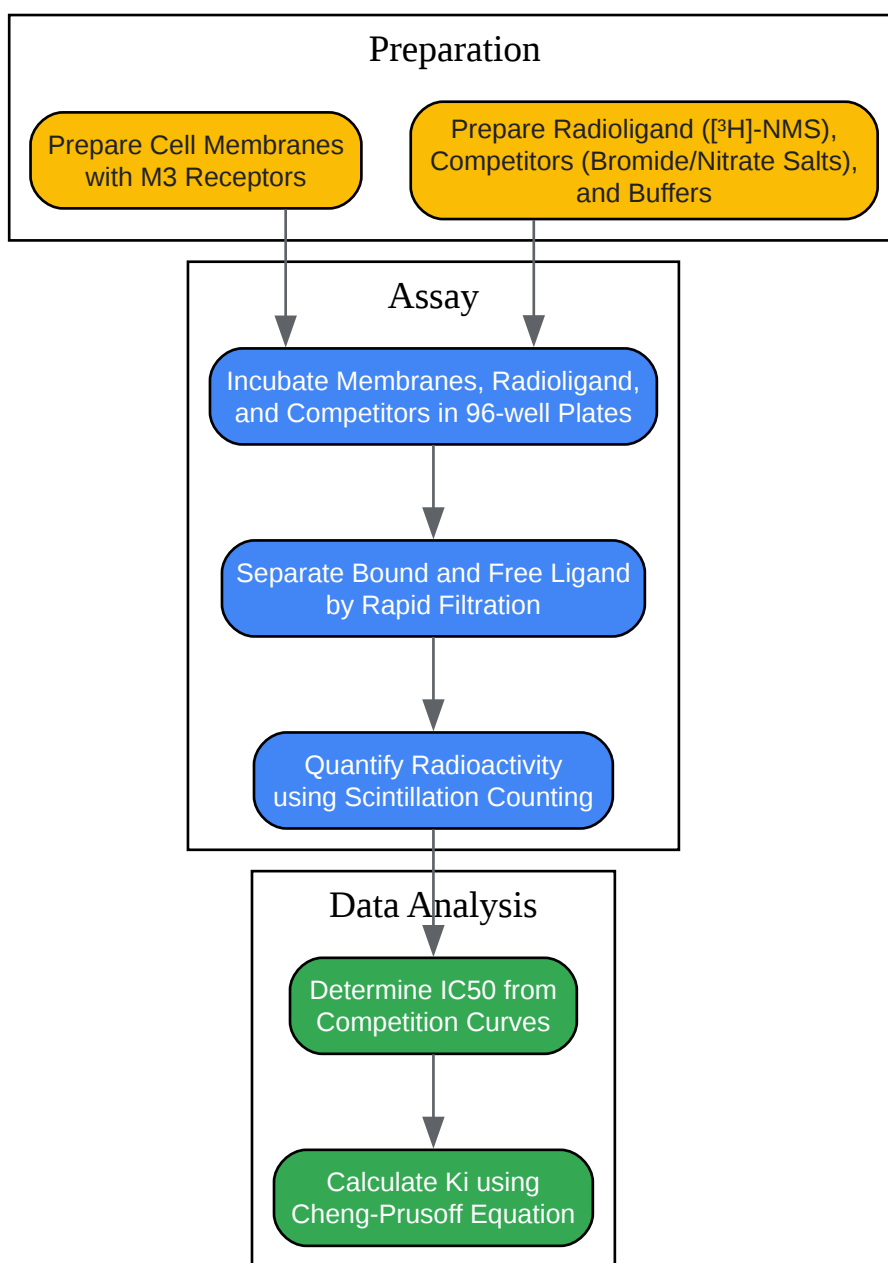 Preparation
Prepare Cell Membranes
with M3 Receptors
Prepare Radioligand ([³H]-NMS),
Competitors (Bromide/Nitrate Salts),
and Buffers
Assay
Incubate Membranes, Radioligand,
and Competitors in 96-well Plates
Separate Bound and Free Ligand
by Rapid Filtration
Quantify Radioactivity
using Scintillation Counting
Data Analysis
Determine IC50 from
Competition Curves
Calculate Ki using
Cheng-Prusoff Equation